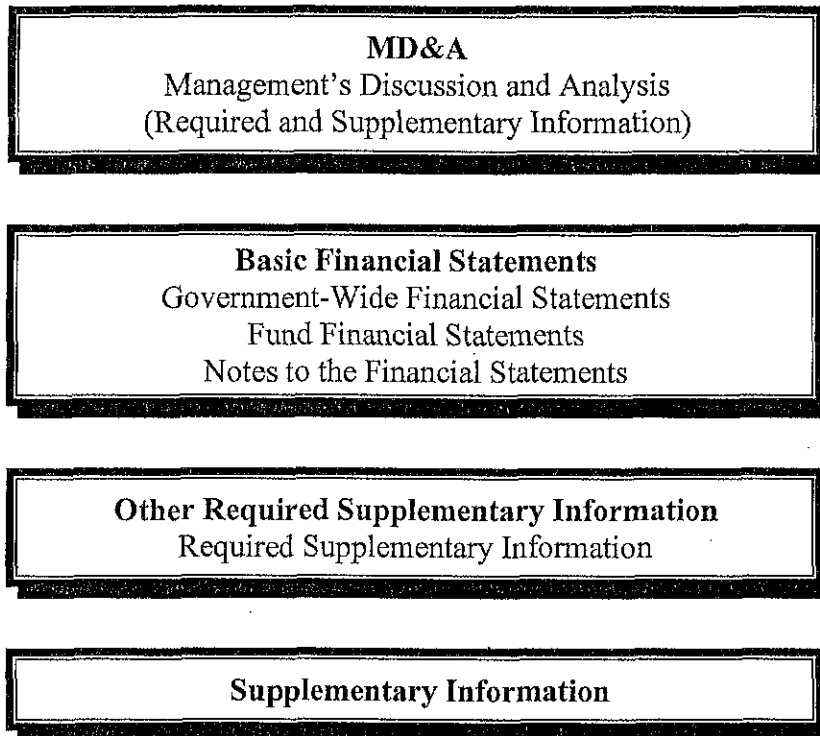 MD&A
Management's Discussion and Analysis
(Required and Supplementary Information)
Basic Financial Statements
Government-Wide Financial Statements
Fund Financial Statements
Notes to the Financial Statements
Other Required Supplementary Information
Required Supplementary Information
Supplementary Information